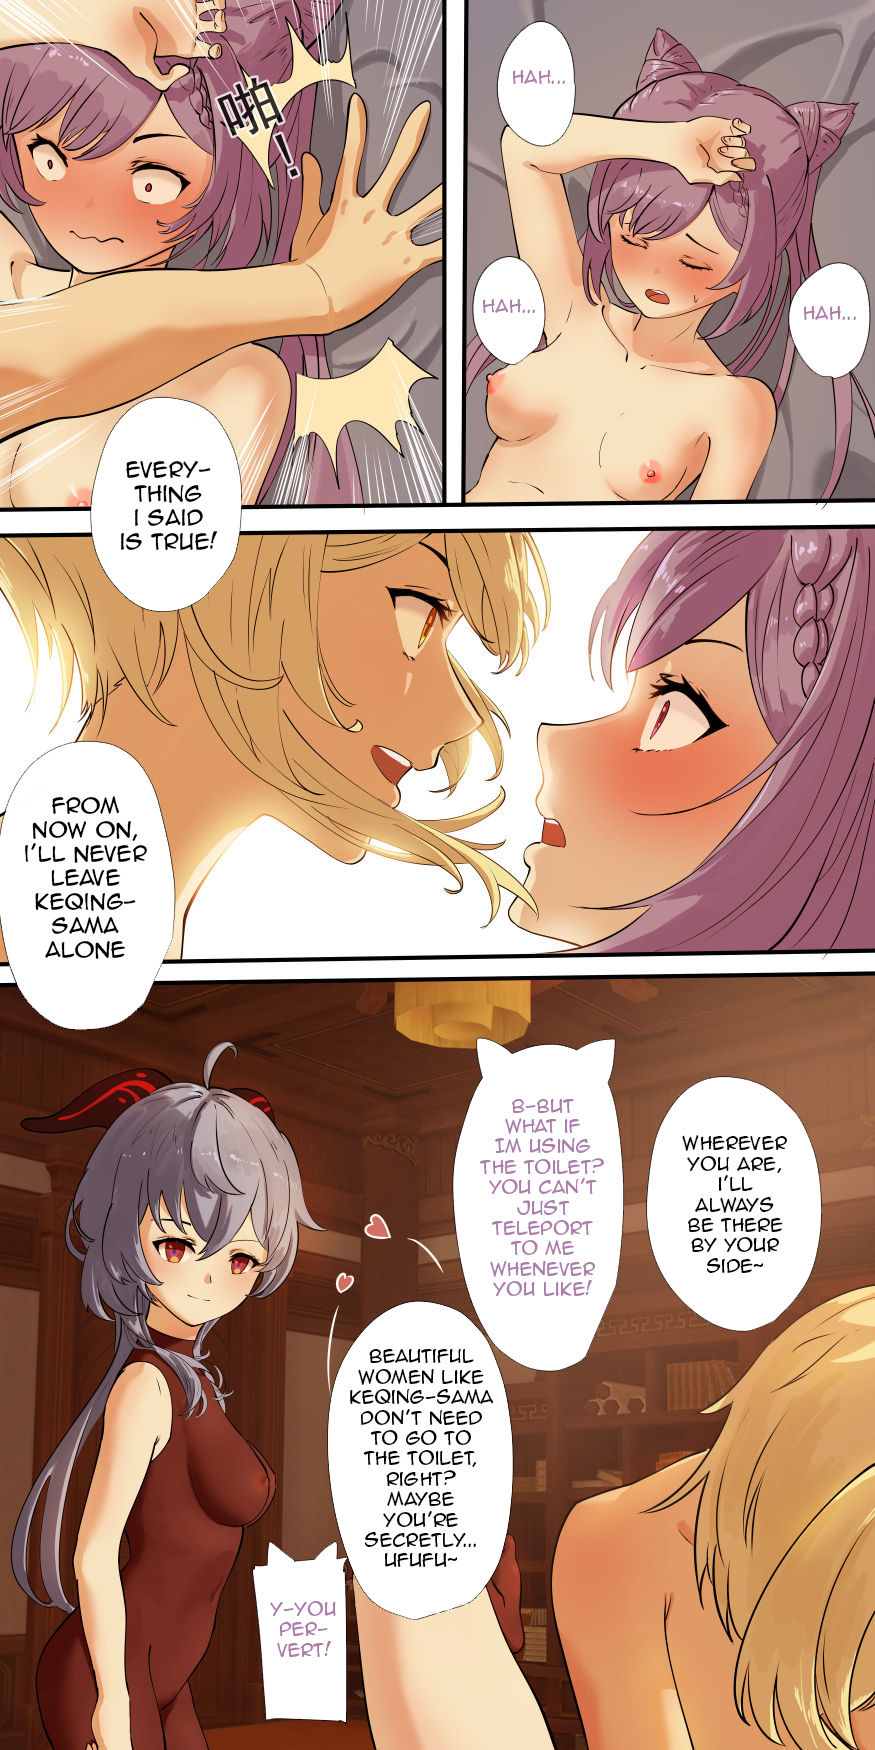 HAH...
HAH...
HAH...
啪!
EVERY-
THING
I SAID
IS TRUE!
FROM
NOW ON,
I'LL NEVER
LEAVE
KEQING-
SAMA
ALONE
WHEREVER
YOU ARE,
I'LL
ALWAYS
BE THERE
BY YOUR
SIDE~
B-BUT
WHAT IF
IM USING
THE TOILET?
YOU CAN'T
JUST
TELEPORT
TO ME
WHENEVER
YOU LIKE!
BEAUTIFUL
WOMEN LIKE
KEQING-SAMA
DON'T NEED
TO GO TO
THE TOILET,
RIGHT?
MAYBE
YOU'RE
SECRETLY...
UFUFU~
Y-YOU
PER-
VERT!